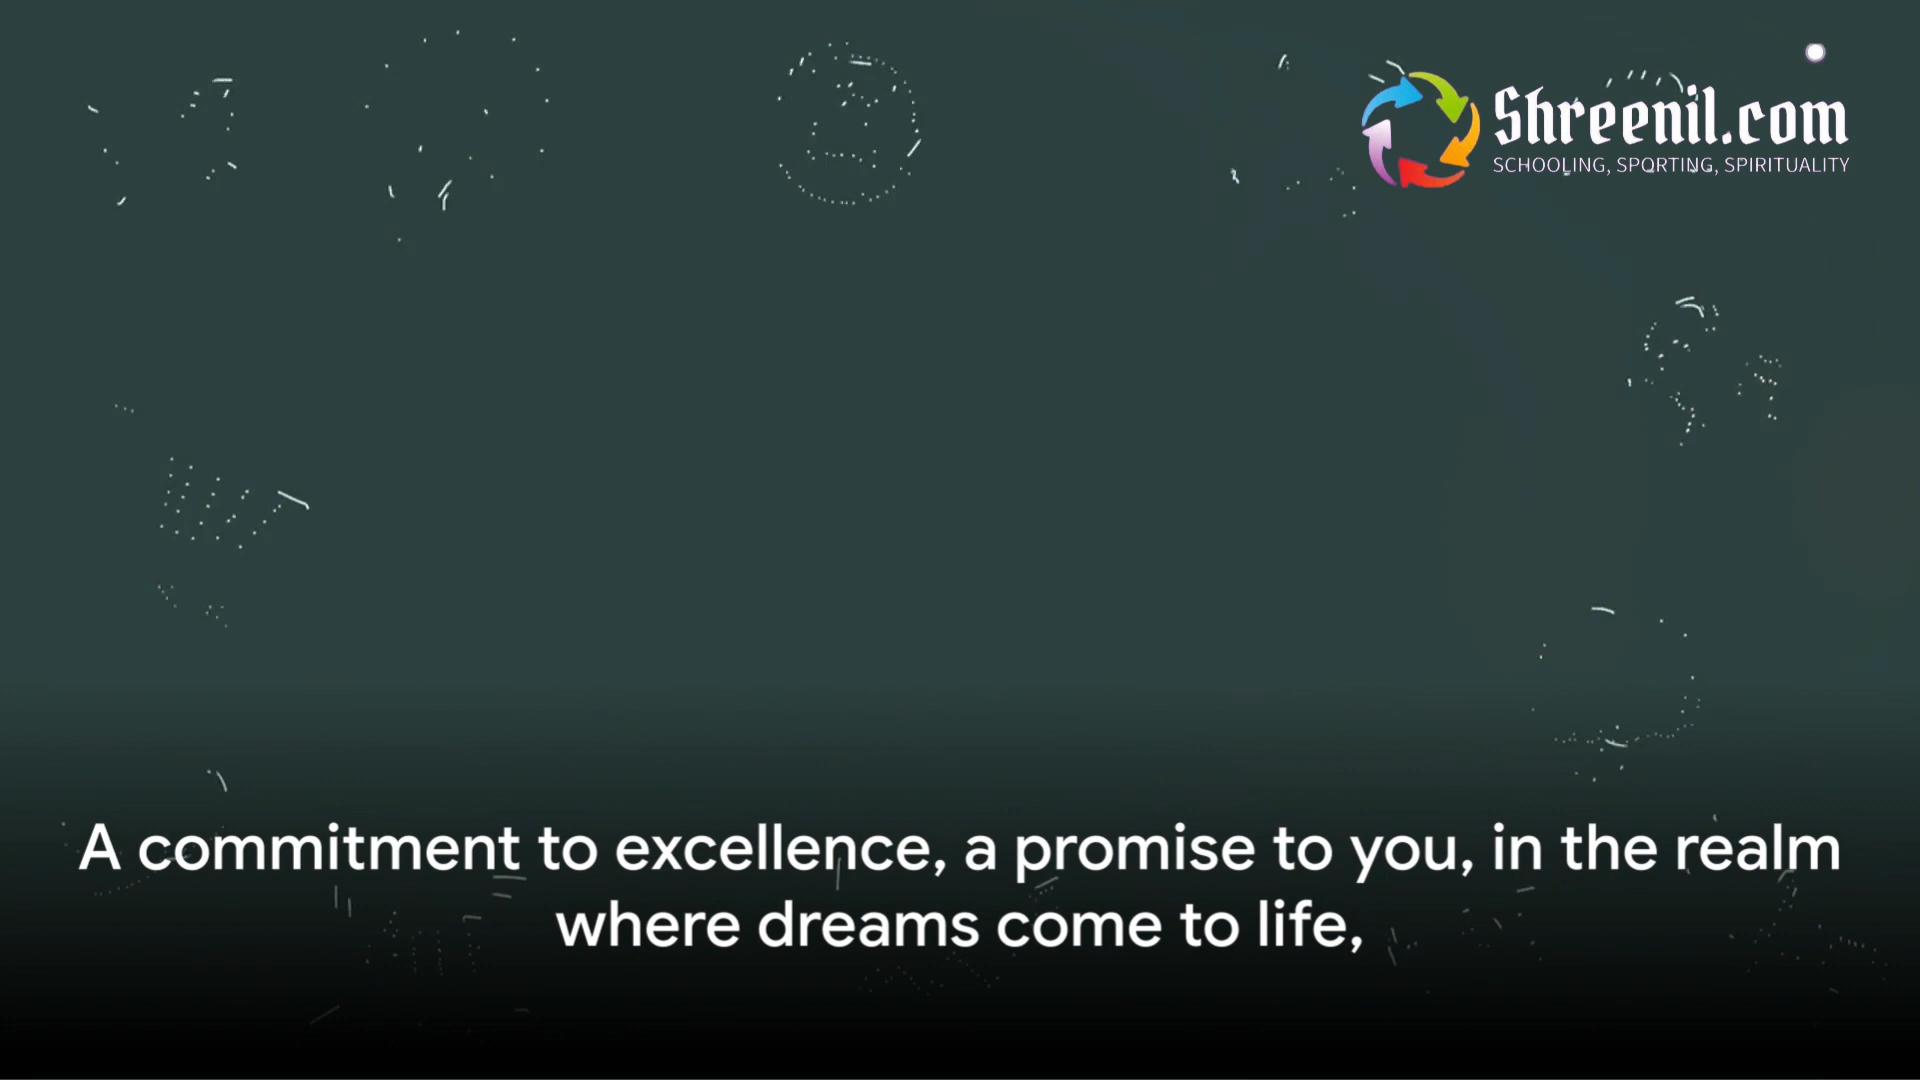 Shreenil.com
SCHOOLING, SPORTING, SPIRITUALITY
A commitment to excellence, a promise to you, in the realm
where dreams come to life,